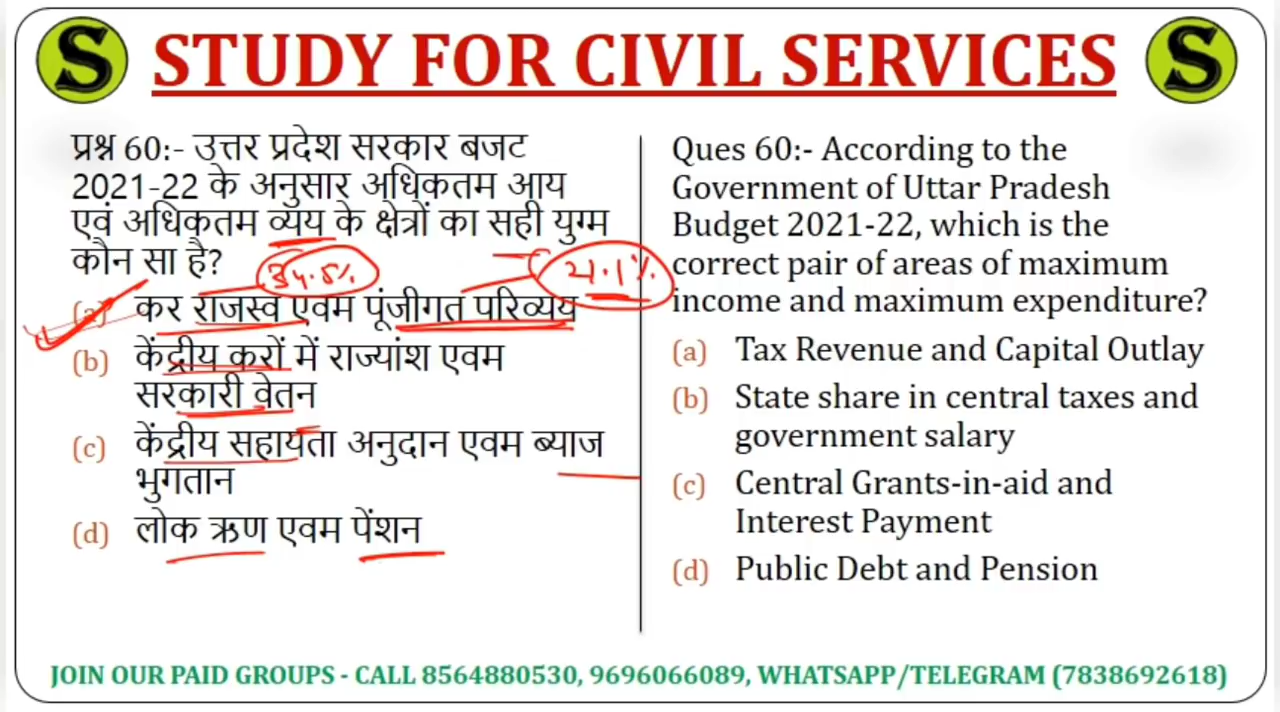 S STUDY FOR CIVIL SERVICES S
प्रश्न 60:- उत्तर प्रदेश सरकार बजट
2021-22 के अनुसार अधिकतम आय
एवं अधिकतम व्यय के क्षेत्रों का सही युग्म
कौन सा है?
34.5%
21.1%
(a) कर राजस्व एवम पूंजीगत परिव्यय
(b) केंद्रीय करों में राज्यांश एवम
सरकारी वेतन
(c) केंद्रीय सहायता अनुदान एवम ब्याज
भुगतान
(d) लोक ऋण एवम पेंशन
Ques 60:- According to the
Government of Uttar Pradesh
Budget 2021-22, which is the
correct pair of areas of maximum
income and maximum expenditure?
(a) Tax Revenue and Capital Outlay
(b) State share in central taxes and
government salary
(c) Central Grants-in-aid and
Interest Payment
(d) Public Debt and Pension
JOIN OUR PAID GROUPS - CALL 8564880530, 9696066089, WHATSAPP/TELEGRAM (7838692618)